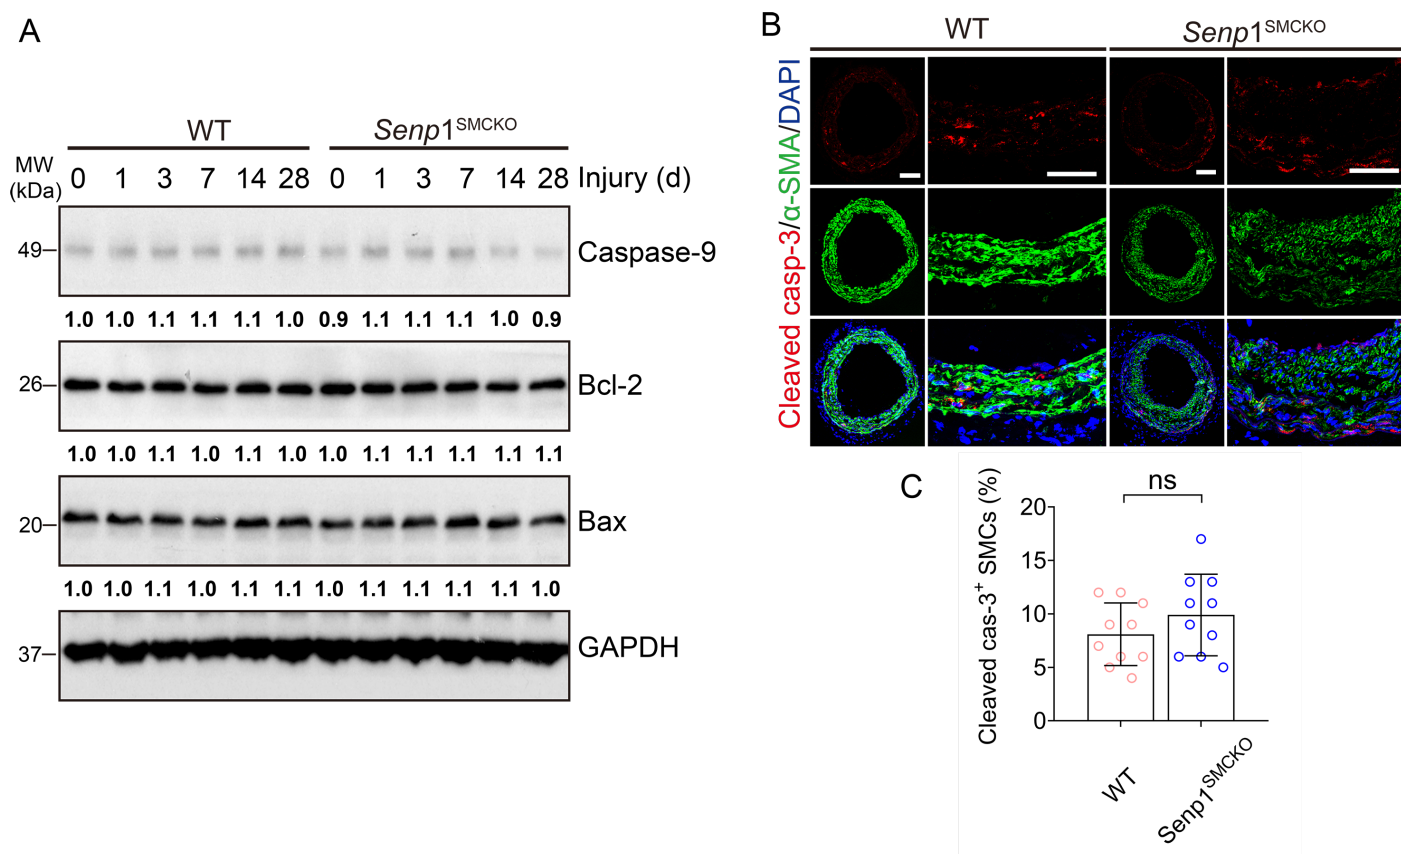 A
WT Senp1SMCKO
MW
(kDa)
0 1 3 7 14 28 0 1 3 7 14 28 Injury (d)
49 Caspase-9
1.0 1.0 1.1 1.1 1.1 1.0 0.9 1.1 1.1 1.1 1.0 0.9
26 Bcl-2
1.0 1.0 1.1 1.0 1.1 1.0 1.0 1.1 1.1 1.1 1.1 1.1
20 Bax
1.0 1.0 1.1 1.0 1.1 1.1 1.0 1.1 1.1 1.1 1.1 1.0
37 GAPDH
B
WT Senp1SMCKO
Cleaved casp-3/α-SMA/DAPI
C
Cleaved cas-3+ SMCs (%)
ns
20
15
10
5
0
WT
Senp1SMCKO